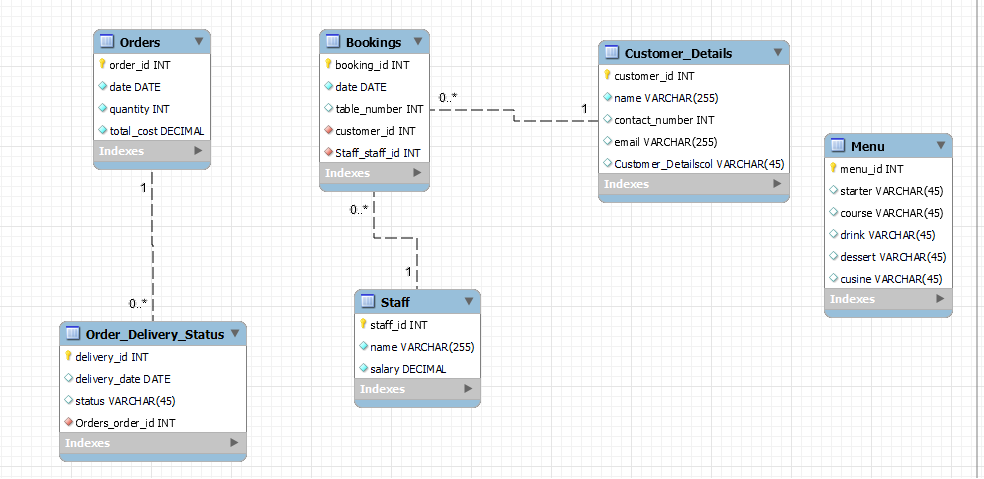 Orders
order_id INT
date DATE
quantity INT
total_cost DECIMAL
Indexes
1
0..*
Order_Delivery_Status
delivery_id INT
delivery_date DATE
status VARCHAR(45)
Orders_order_id INT
Indexes
Bookings
booking_id INT
date DATE
table_number INT
customer_id INT
Staff_staff_id INT
Indexes
0..*
1
0..*
1
Staff
staff_id INT
name VARCHAR(255)
salary DECIMAL
Indexes
Customer_Details
customer_id INT
name VARCHAR(255)
contact_number INT
email VARCHAR(255)
Customer_Detailscol VARCHAR(45)
Indexes
Menu
menu_id INT
starter VARCHAR(45)
course VARCHAR(45)
drink VARCHAR(45)
dessert VARCHAR(45)
cusine VARCHAR(45)
Indexes